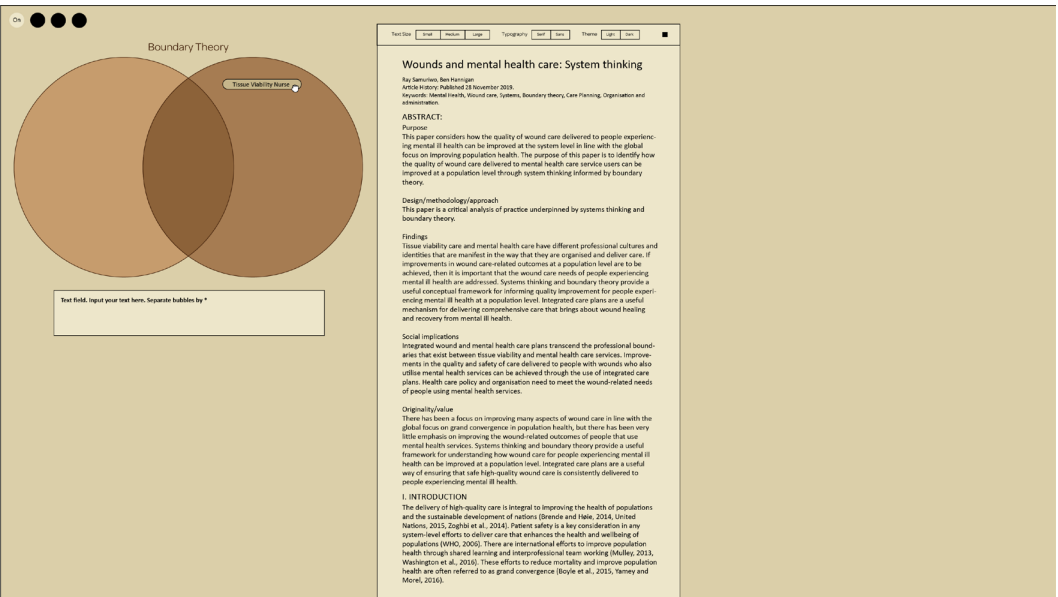 On
Boundary Theory
Tissue Viability Nurse
Text field. Input your text here. Separate bubbles by *
Text Size Small Medium Large Typography Serif Sans Theme Light Dark
Wounds and mental health care: System thinking
Ray Samuriwo, Ben Hannigan
Article History: Published 28 November 2019.
Keywords: Mental Health, Wound care, Systems, Boundary theory, Care Planning, Organisation and
administration.
ABSTRACT:
Purpose
This paper considers how the quality of wound care delivered to people experienc-
ing mental ill health can be improved at the system level in line with the global
focus on improving population health. The purpose of this paper is to identify how
the quality of wound care delivered to mental health care service users can be
improved at a population level through system thinking informed by boundary
theory.
Design/methodology/approach
This paper is a critical analysis of practice underpinned by systems thinking and
boundary theory.
Findings
Tissue viability care and mental health care have different professional cultures and
identities that are manifest in the way that they are organised and deliver care. If
improvements in wound care-related outcomes at a population level are to be
achieved, then it is important that the wound care needs of people experiencing
mental ill health are addressed. Systems thinking and boundary theory provide a
useful conceptual framework for informing quality improvement for people experi-
encing mental ill health at a population level. Integrated care plans are a useful
mechanism for delivering comprehensive care that brings about wound healing
and recovery from mental ill health.
Social implications
Integrated wound and mental health care plans transcend the professional bound-
aries that exist between tissue viability and mental health care services. Improve-
ments in the quality and safety of care delivered to people with wounds who also
utilise mental health services can be achieved through the use of integrated care
plans. Health care policy and organisation need to meet the wound-related needs
of people using mental health services.
Originality/value
There has been a focus on improving many aspects of wound care in line with the
global focus on grand convergence in population health, but there has been very
little emphasis on improving the wound-related outcomes of people that use
mental health services. Systems thinking and boundary theory provide a useful
framework for understanding how wound care for people experiencing mental ill
health can be improved at a population level. Integrated care plans are a useful
way of ensuring that safe high-quality wound care is consistently delivered to
people experiencing mental ill health.
I. INTRODUCTION
The delivery of high-quality care is integral to improving the health of populations
and the sustainable development of nations (Brende and Høie, 2014, United
Nations, 2015, Zoghbi et al., 2014). Patient safety is a key consideration in any
system-level efforts to deliver care that enhances the health and wellbeing of
populations (WHO, 2006). There are international efforts to improve population
health through shared learning and interprofessional team working (Mulley, 2013,
Washington et al., 2016). These efforts to reduce mortality and improve population
health are often referred to as grand convergence (Boyle et al., 2015, Yamey and
Morel, 2016).